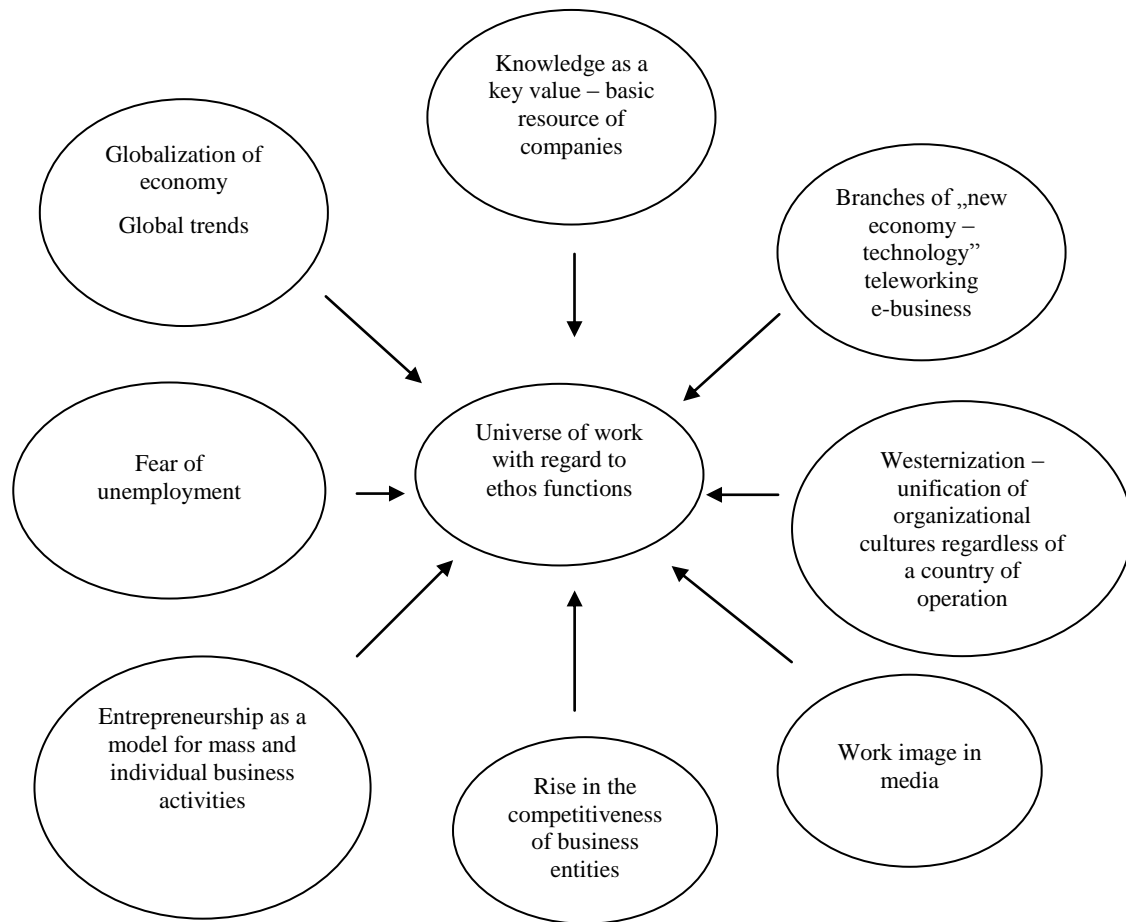 Knowledge as a
key value – basic
resource of
companies
Globalization of
economy
Global trends
Branches of „new
economy –
technology”
teleworking
e-business
Universe of work
with regard to
ethos functions
Fear of
unemployment
Westernization –
unification of
organizational
cultures regardless of
a country of
operation
Entrepreneurship as a
model for mass and
individual business
activities
Rise in the
competitiveness
of business
entities
Work image in
media